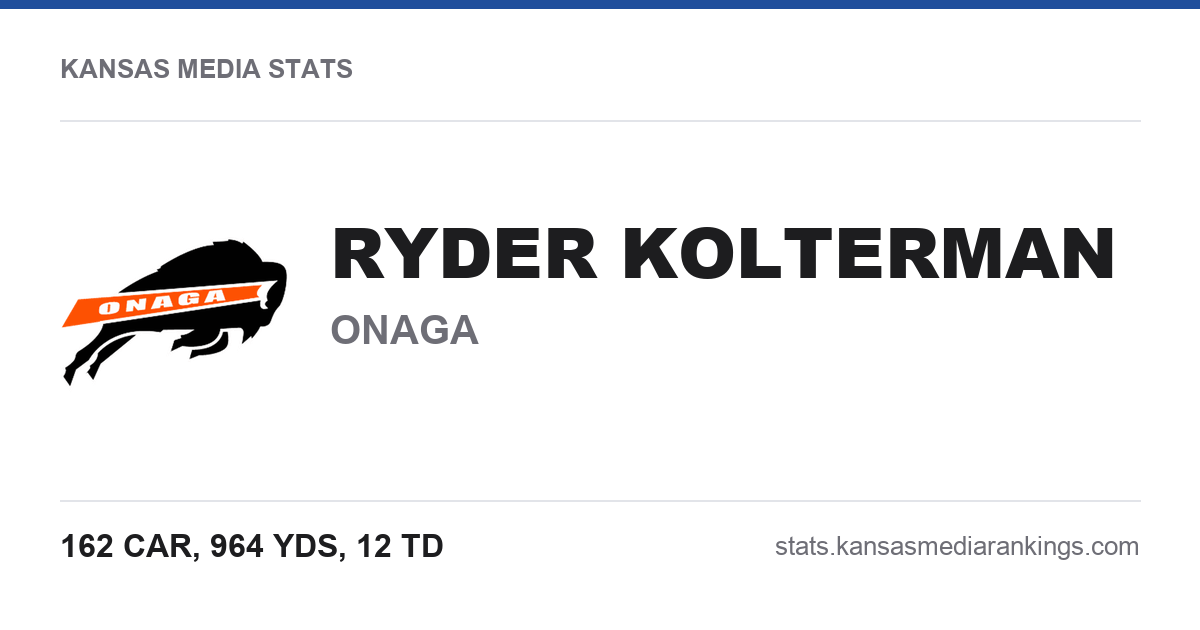 KANSAS MEDIA STATS
ONAGA
RYDER KOLTERMAN
ONAGA
162 CAR, 964 YDS, 12 TD
stats.kansasmediarankings.com